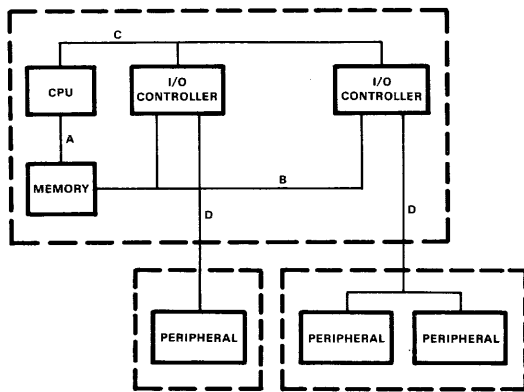 C
CPU
I/O
CONTROLLER
I/O
CONTROLLER
A
MEMORY
B
D
D
PERIPHERAL
PERIPHERAL
PERIPHERAL